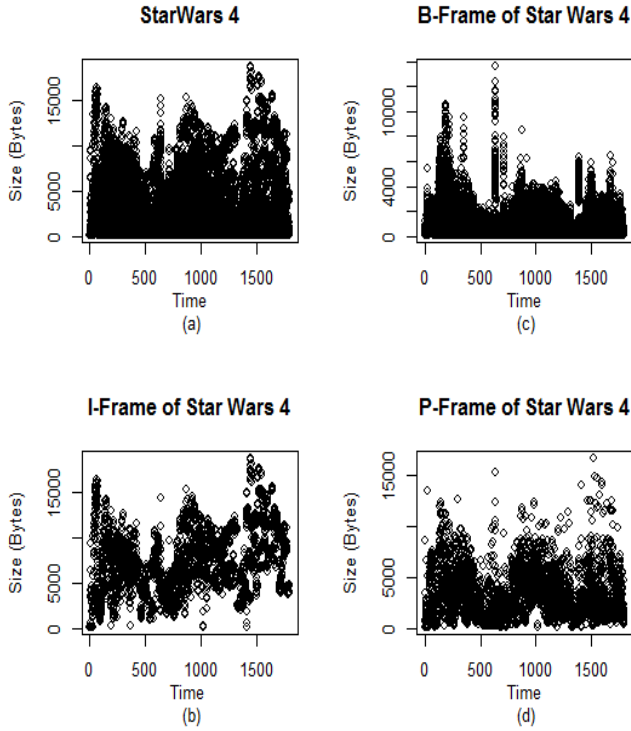 StarWars 4
Size (Bytes)
15000
5000
0
0 500 1000 1500
Time
(a)
B-Frame of Star Wars 4
Size (Bytes)
10000
4000
0
0 500 1000 1500
Time
(c)
I-Frame of Star Wars 4
Size (Bytes)
15000
5000
0
0 500 1000 1500
Time
(b)
P-Frame of Star Wars 4
Size (Bytes)
15000
5000
0
0 500 1000 1500
Time
(d)